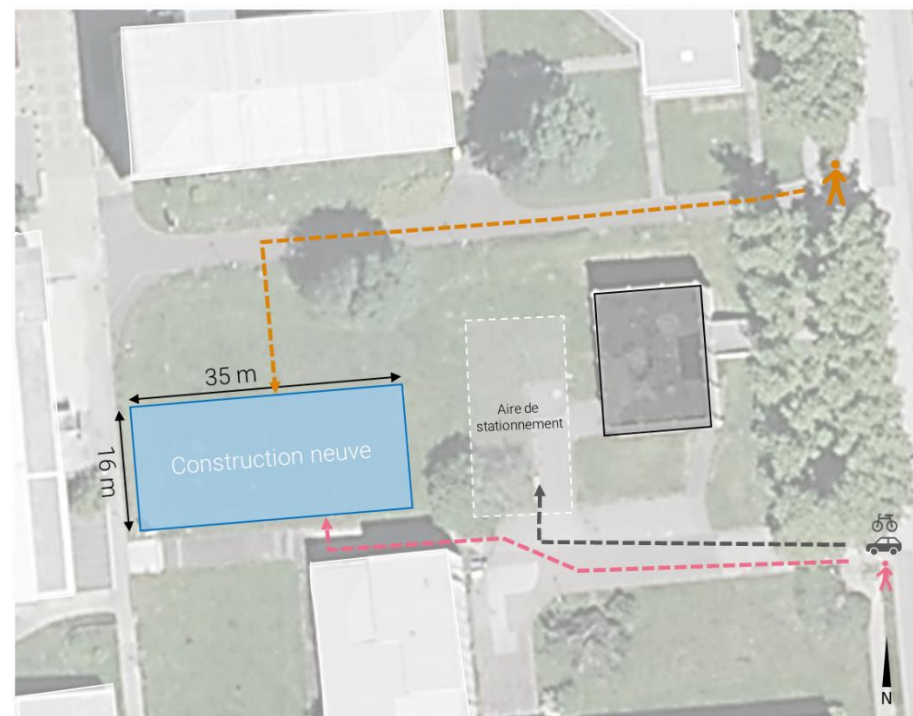 35 m
16 m
Construction neuve
Aire de
stationnement
N